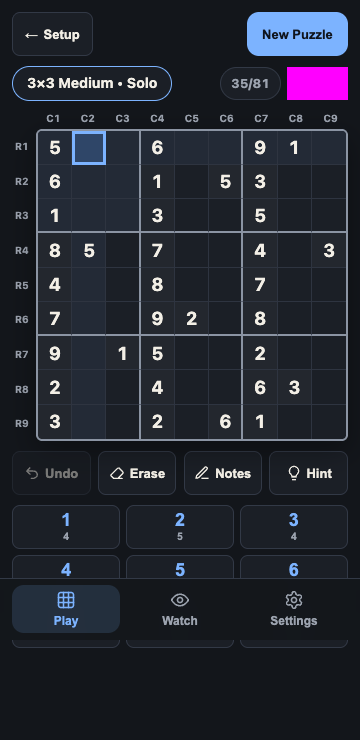 ← Setup
New Puzzle
3×3 Medium • Solo
35/81
C1 C2 C3 C4 C5 C6 C7 C8 C9
R1 5 6 9 1
R2 6 1 5 3
R3 1 3 5
R4 8 5 7 4 3
R5 4 8 7
R6 7 9 2 8
R7 9 1 5 2
R8 2 4 6 3
R9 3 2 6 1
Undo Erase Notes Hint
1 2 3
4 5 4
4 5 6
Play Watch Settings